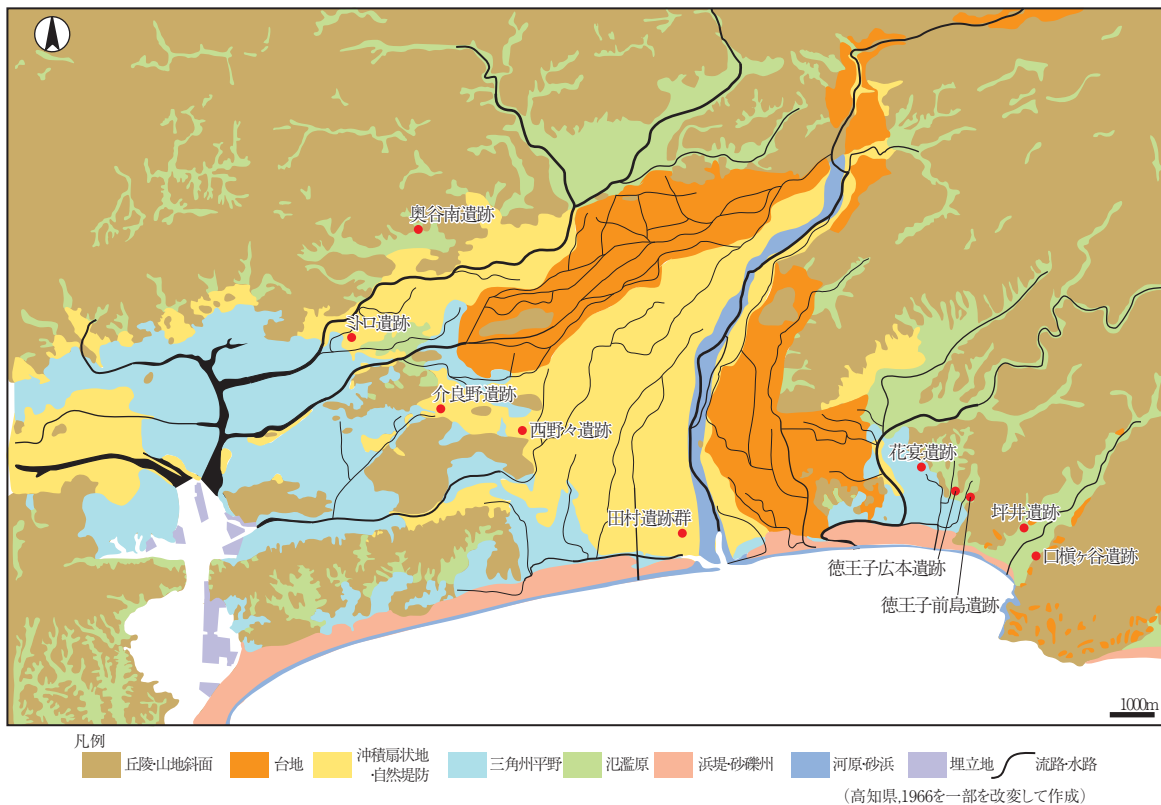 奥谷南遺跡
ミトロ遺跡
介良野遺跡
西野々遺跡
花宴遺跡
田村遺跡群
坪井遺跡
口槇ヶ谷遺跡
徳王子広本遺跡
徳王子前島遺跡
1000m
凡例
丘陵・山地斜面
台地
沖積扇状地
・自然堤防
三角州平野
氾濫原
浜堤・砂礫州
河原・砂浜
埋立地
流路・水路
(高知県,1966を一部を改変して作成)